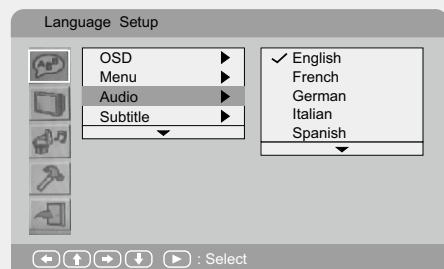 Language Setup
OSD
Menu
Audio
Subtitle
✓ English
French
German
Italian
Spanish
: Select